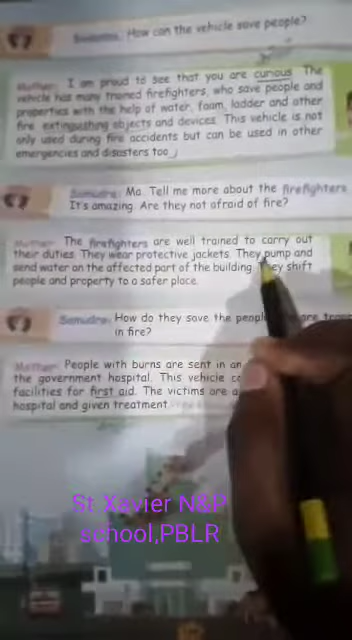 Samudra: How can the vehicle save people?
Mother: I am proud to see that you are curious. The
vehicle has many trained firefighters, who save people and
properties with the help of water, foam, ladder and other
fire extinguishing objects and devices. This vehicle is not
only used during fire accidents but can be used in other
emergencies and disasters too
Samudra: Ma. Tell me more about the firefighters
It's amazing. Are they not afraid of fire?
Mother: The firefighters are well trained to carry out
their duties. They wear protective jackets. They pump and
send water on the affected part of the building. They shift
people and property to a safer place.
Samudra: How do they save the people are
in fire?
Mother: People with burns are sent in an
the government hospital. This vehicle
facilities for first aid. The victims are
hospital and given treatment.
St Xavier N&P
school,PBLR